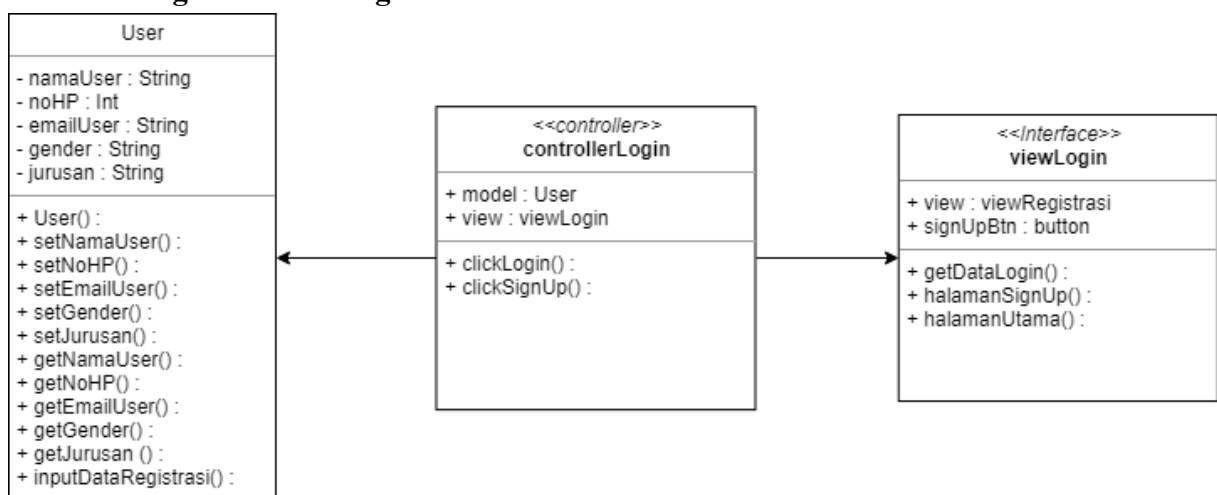 User
- namaUser : String
- noHP : Int
- emailUser : String
- gender : String
- jurusan : String
+ User() :
+ setNamaUser() :
+ setNoHP() :
+ setEmailUser() :
+ setGender() :
+ setJurusan() :
+ getNamaUser() :
+ getNoHP() :
+ getEmailUser() :
+ getGender() :
+ getJurusan () :
+ inputDataRegistrasi() :
<<controller>>
controllerLogin
+ model : User
+ view : viewLogin
+ clickLogin() :
+ clickSignUp() :
<<Interface>>
viewLogin
+ view : viewRegistrasi
+ signUpBtn : button
+ getDataLogin() :
+ halamanSignUp() :
+ halamanUtama() :